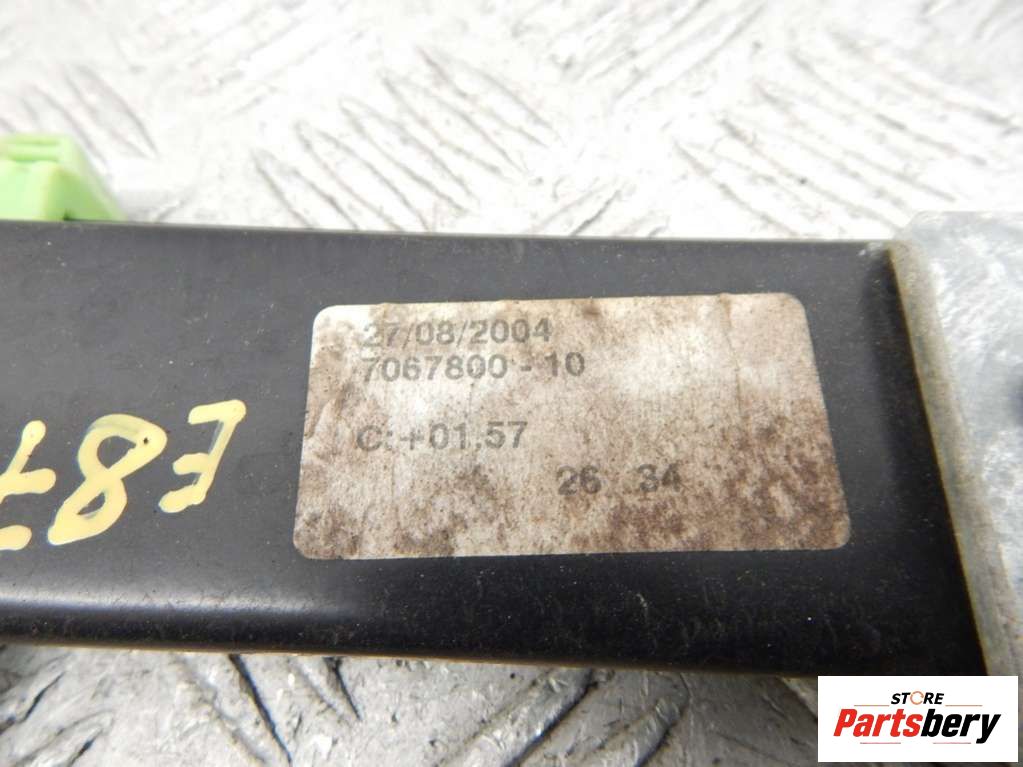 27/08/2004
7067800-10
C:+01.57
26 34
E87
STORE
Partsbery